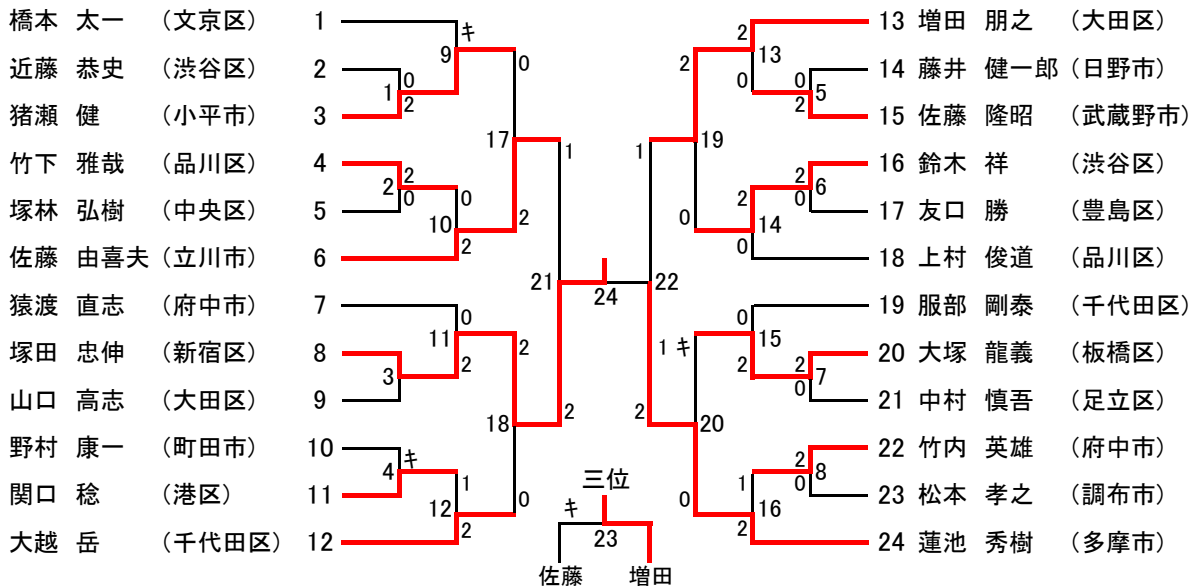 橋本 太一 (文京区) 1
近藤 恭史 (渋谷区) 2
猪瀬 健 (小平市) 3
竹下 雅哉 (品川区) 4
塚林 弘樹 (中央区) 5
佐藤 由喜夫 (立川市) 6
猿渡 直志 (府中市) 7
塚田 忠伸 (新宿区) 8
山口 高志 (大田区) 9
野村 康一 (町田市) 10
関口 稔 (港区) 11
大越 岳 (千代田区) 12
キ
9
0
1
0
2
2
2
0
10
0
2
17
2
1
0
11
2
3
2
キ
4
1
12
2
18
0
2
21
24
22
1
2
三位
キ
23
佐藤 増田
2
2
13
0
0
5
2
19
0
2
6
0
2
14
0
1 キ
0
15
2
2
7
0
20
0
2
8
0
1
16
2
13 増田 朋之 (大田区)
14 藤井 健一郎 (日野市)
15 佐藤 隆昭 (武蔵野市)
16 鈴木 祥 (渋谷区)
17 友口 勝 (豊島区)
18 上村 俊道 (品川区)
19 服部 剛泰 (千代田区)
20 大塚 龍義 (板橋区)
21 中村 慎吾 (足立区)
22 竹内 英雄 (府中市)
23 松本 孝之 (調布市)
24 蓮池 秀樹 (多摩市)